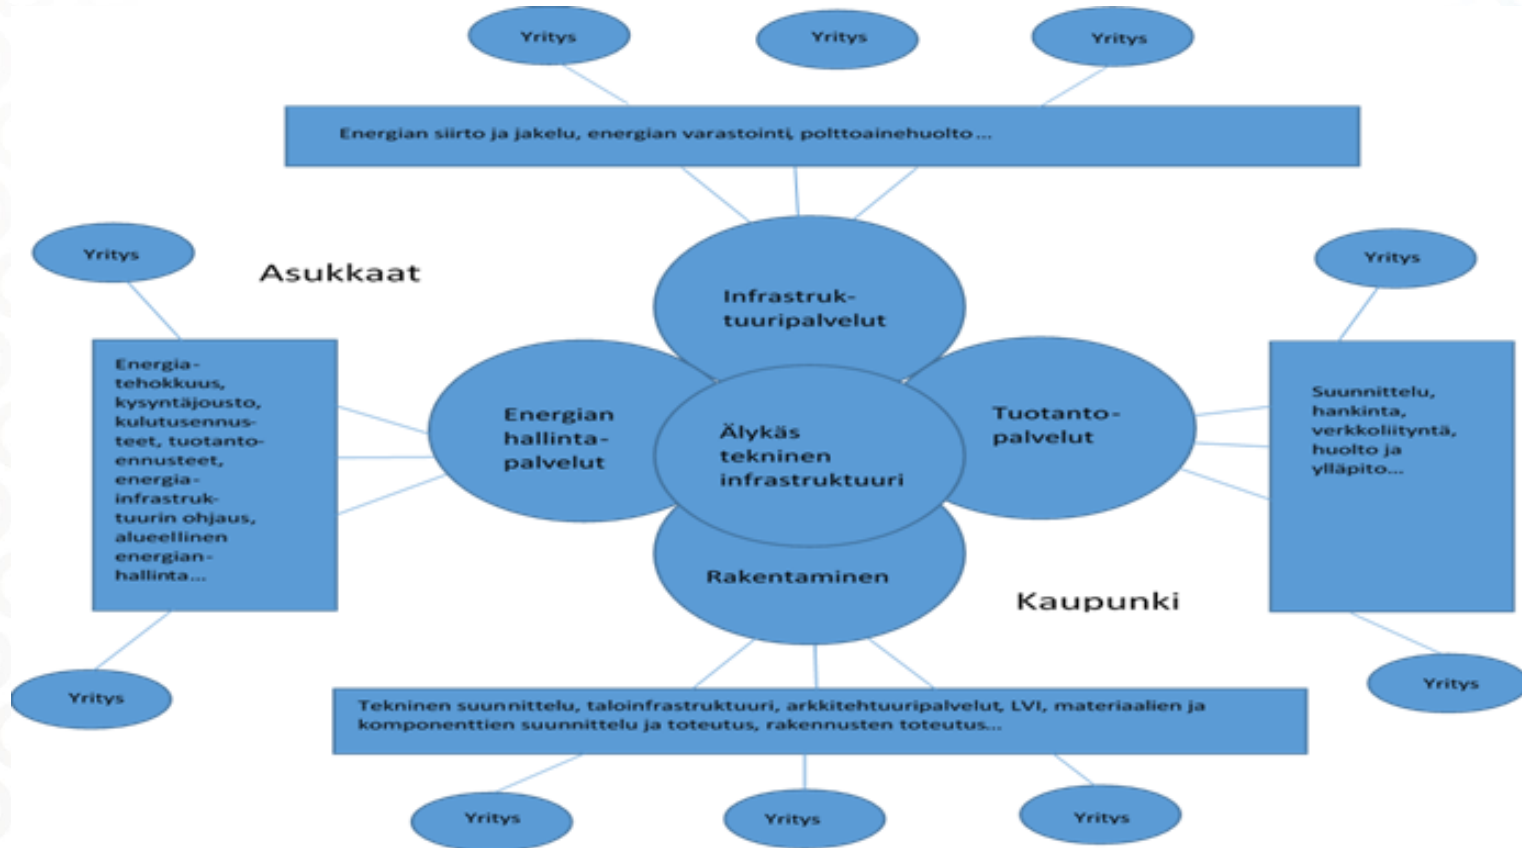 Yritys
Yritys
Yritys
Energian siirto ja jakelu, energian varastointi, polttoainehuolto...
Yritys
Asukkaat
Yritys
Infrastruk-
tuuripalvelut
Energia-
tehokkuus,
kysyntäjousto,
kulutusennus-
teet, tuotanto-
ennusteet,
energia-
infrastruk-
tuurin ohjaus,
alueellinen
energian-
hallinta...
Energian
hallinta-
palvelut
Älykäs
tekninen
infrastruktuuri
Tuotanto-
palvelut
Suunnittelu,
hankinta,
verkkoliityntä,
huolto ja
ylläpito...
Rakentaminen
Kaupunki
Yritys
Yritys
Tekninen suunnittelu, taloinfrastruktuuri, arkkitehtuuripalvelut, LVI, materiaalien ja
komponenttien suunnittelu ja toteutus, rakennusten toteutus...
Yritys
Yritys
Yritys